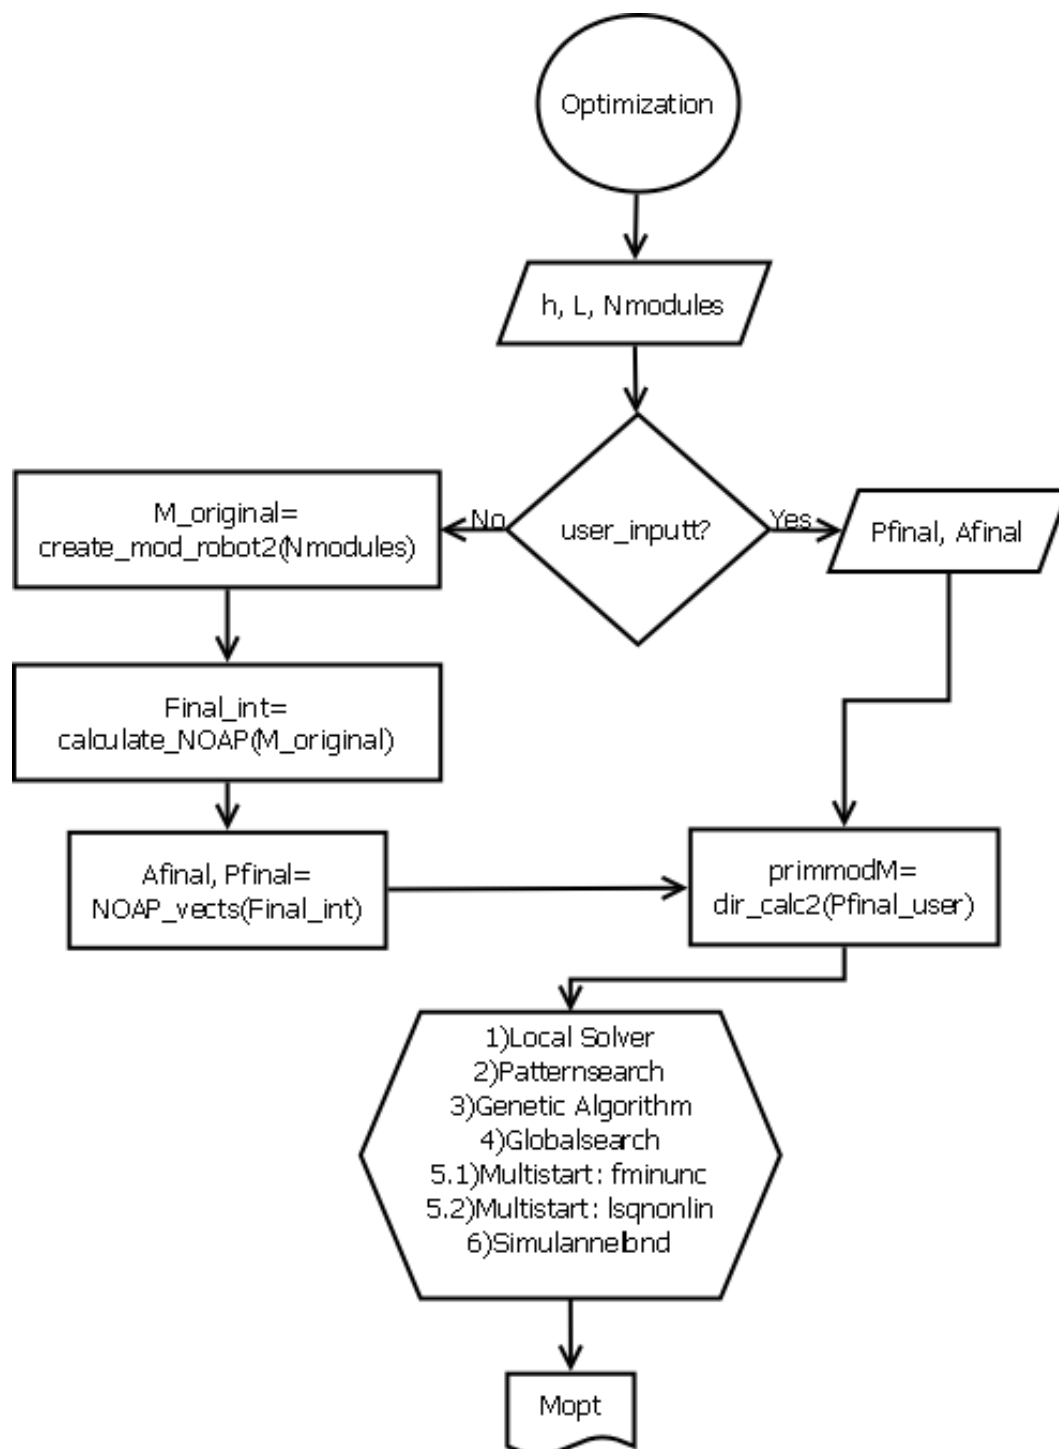 Optimization
h, L, Nmodules
user_inputt?
No
Yes
M_original=
create_mod_robot2(Nmodules)
Pfinal, Afinal
Final_int=
calculate_NOAP(M_original)
Afinal, Pfinal=
NOAP_vects(Final_int)
primmodM=
dir_calc2(Pfinal_user)
1)Local Solver
2)Patternsearch
3)Genetic Algorithm
4)Globalsearch
5.1)Multistart: fminunc
5.2)Multistart: lsqnonlin
6)Simulannelbnd
Mopt